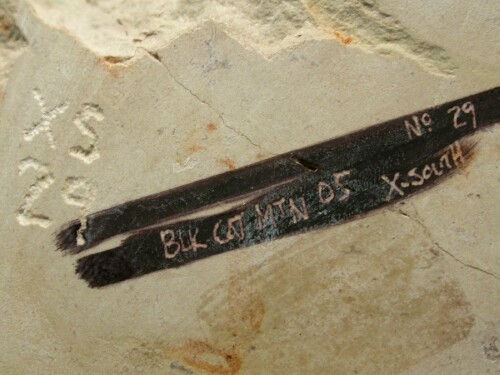 XS
29
Nº 29
BLK CAT MTN 05 X-SOUTH